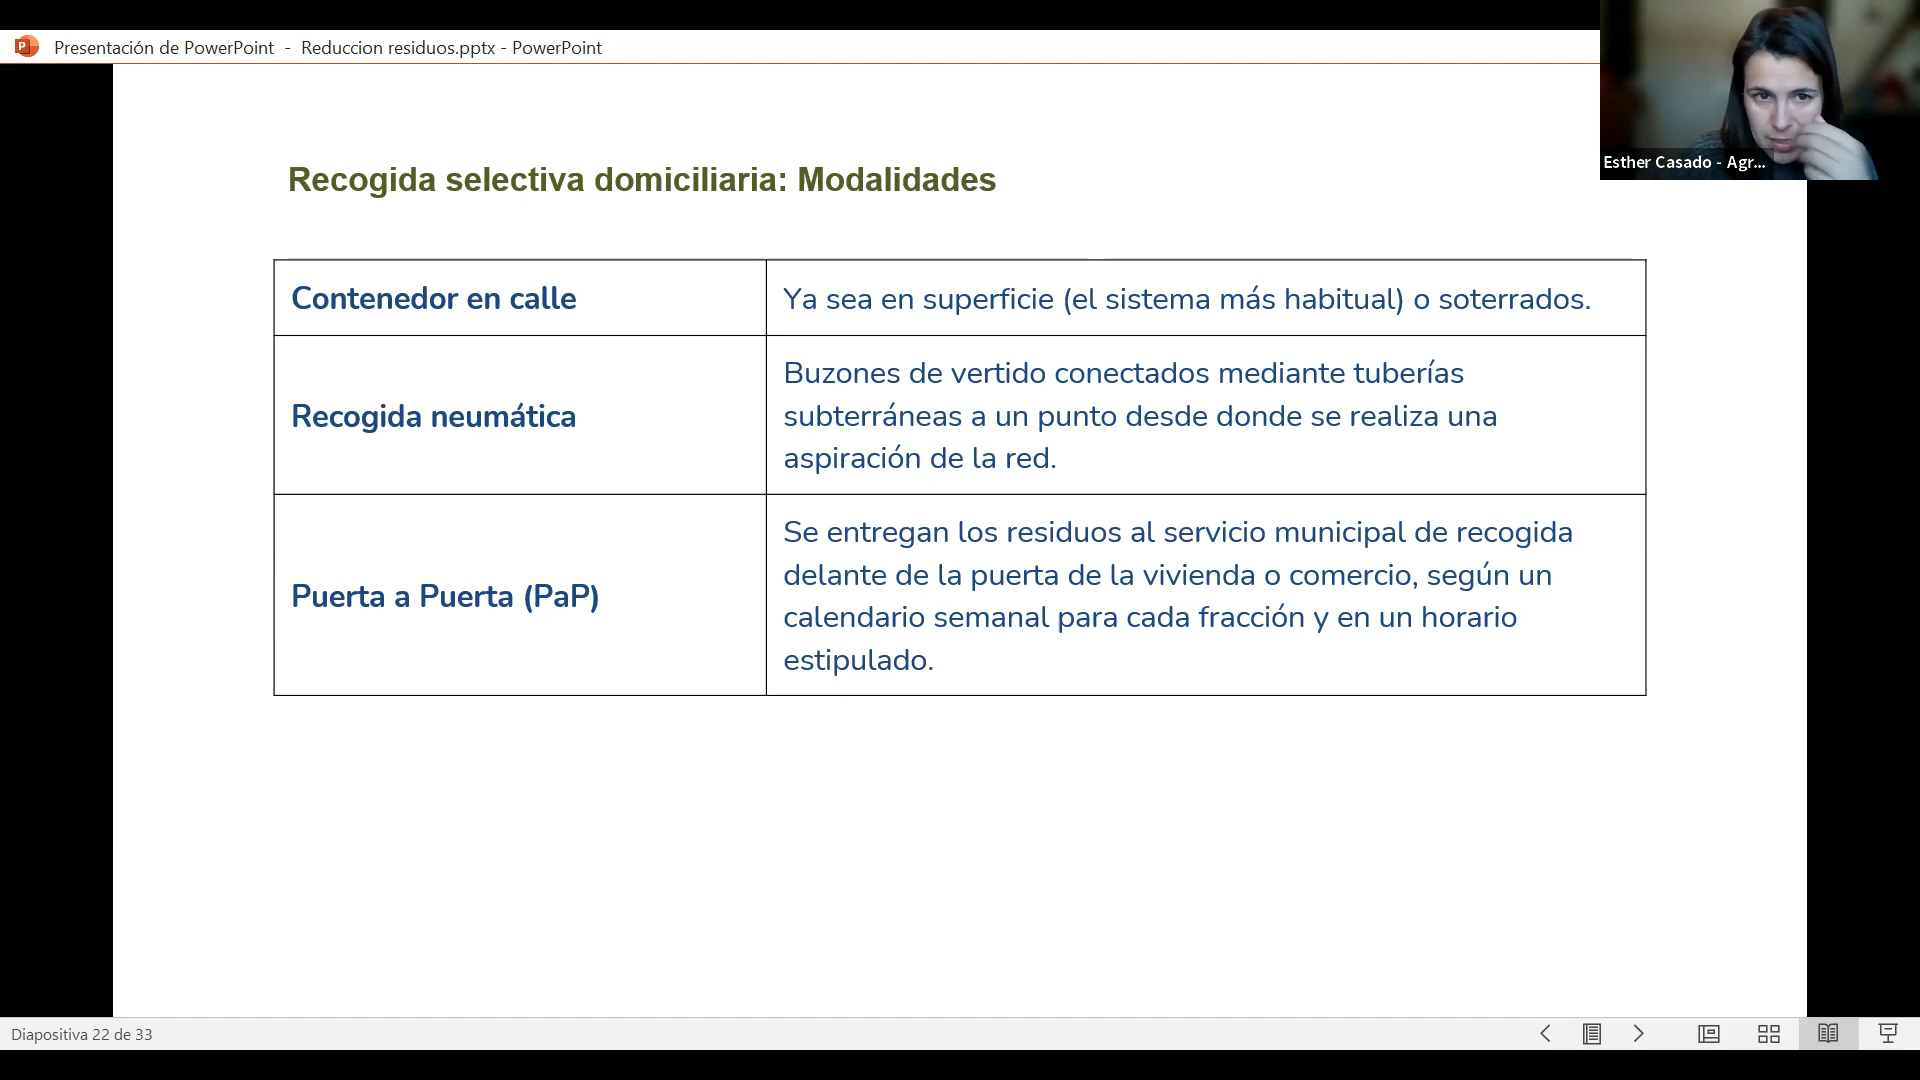 Presentación de PowerPoint - Reduccion residuos.pptx - PowerPoint
Esther Casado - Agr...
Recogida selectiva domiciliaria: Modalidades
Contenedor en calle
Ya sea en superficie (el sistema más habitual) o soterrados.
Recogida neumática
Buzones de vertido conectados mediante tuberías
subterráneas a un punto desde donde se realiza una
aspiración de la red.
Puerta a Puerta (PaP)
Se entregan los residuos al servicio municipal de recogida
delante de la puerta de la vivienda o comercio, según un
calendario semanal para cada fracción y en un horario
estipulado.
Diapositiva 22 de 33